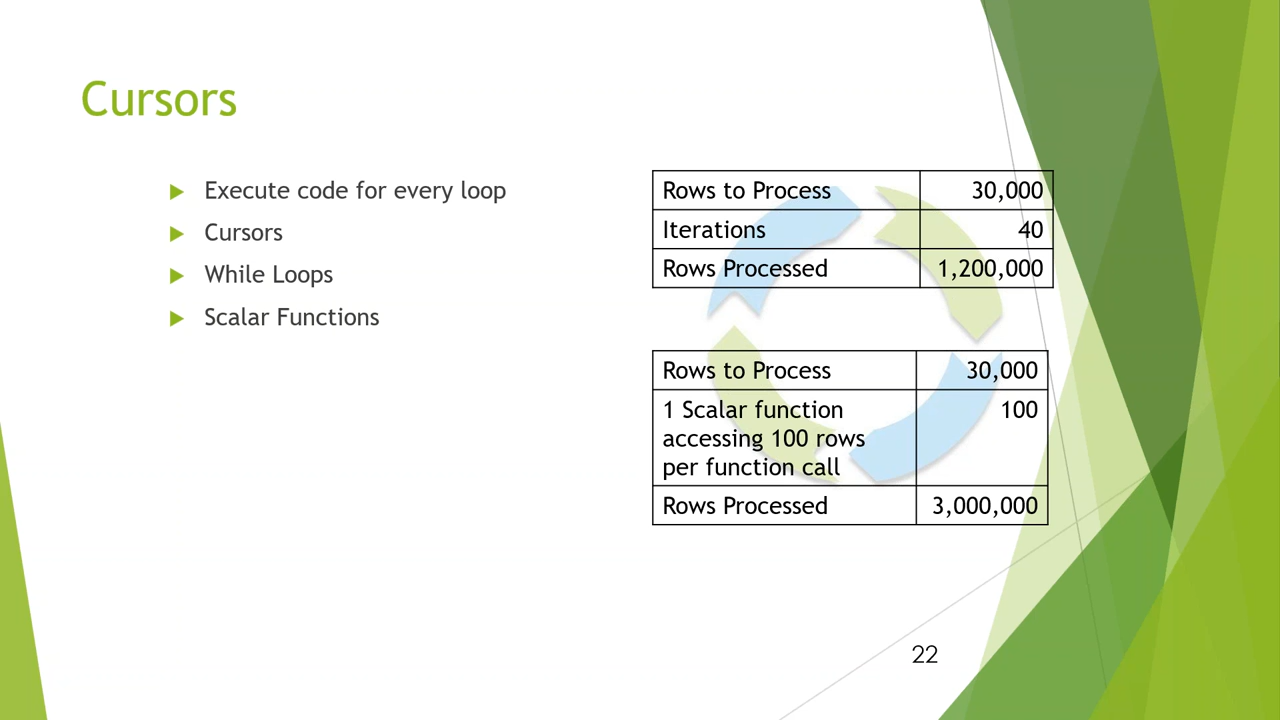 Cursors
Execute code for every loop
Cursors
While Loops
Scalar Functions
Rows to Process 30,000
Iterations 40
Rows Processed 1,200,000
Rows to Process 30,000
1 Scalar function 100
accessing 100 rows
per function call
Rows Processed 3,000,000
22